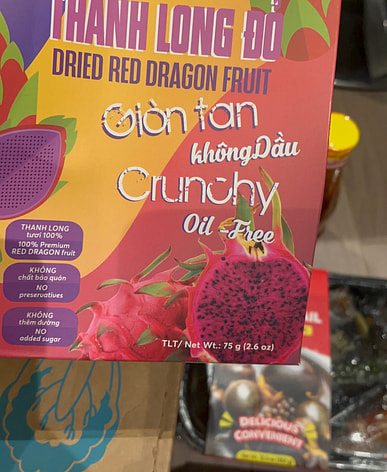 THANH LONG ĐỎ
DRIED RED DRAGON FRUIT
Giòn tan
khôngDầu
Crunchy
Oil -Free
THANH LONG
tươi 100%
100% Premium
RED DRAGON fruit
KHÔNG
chất bảo quản
NO
preservatives
KHÔNG
thêm đường
NO
added sugar
TLT/ Net Wt.: 75 g (2.6 oz)
DELICIOUS
CONVENIENT